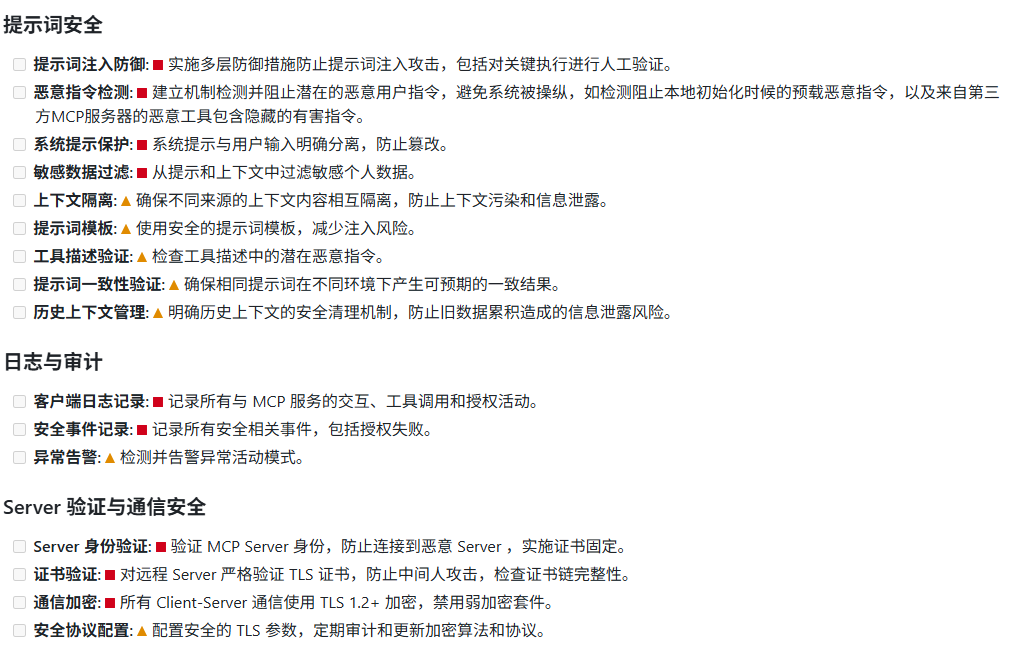 提示词安全
提示词注入防御: 实施多层防御措施防止提示词注入攻击，包括对关键执行进行人工验证。
恶意指令检测: 建立机制检测并阻止潜在的恶意用户指令，避免系统被操纵，如检测阻止本地初始化时候的预载恶意指令，以及来自第三
方MCP服务器的恶意工具包含隐藏的有害指令。
系统提示保护: 系统提示与用户输入明确分离，防止篡改。
敏感数据过滤: 从提示和上下文中过滤敏感个人数据。
上下文隔离: 确保不同来源的上下文内容相互隔离，防止上下文污染和信息泄露。
提示词模板: 使用安全的提示词模板，减少注入风险。
工具描述验证: 检查工具描述中的潜在恶意指令。
提示词一致性验证: 确保相同提示词在不同环境下产生可预期的一致结果。
历史上下文管理: 明确历史上下文的安全清理机制，防止旧数据累积造成的信息泄露风险。
日志与审计
客户端日志记录: 记录所有与 MCP 服务的交互、工具调用和授权活动。
安全事件记录: 记录所有安全相关事件，包括授权失败。
异常告警: 检测并告警异常活动模式。
Server 验证与通信安全
Server 身份验证: 验证 MCP Server 身份，防止连接到恶意 Server ，实施证书固定。
证书验证: 对远程 Server 严格验证 TLS 证书，防止中间人攻击，检查证书链完整性。
通信加密: 所有 Client-Server 通信使用 TLS 1.2+ 加密，禁用弱加密套件。
安全协议配置: 配置安全的 TLS 参数，定期审计和更新加密算法和协议。